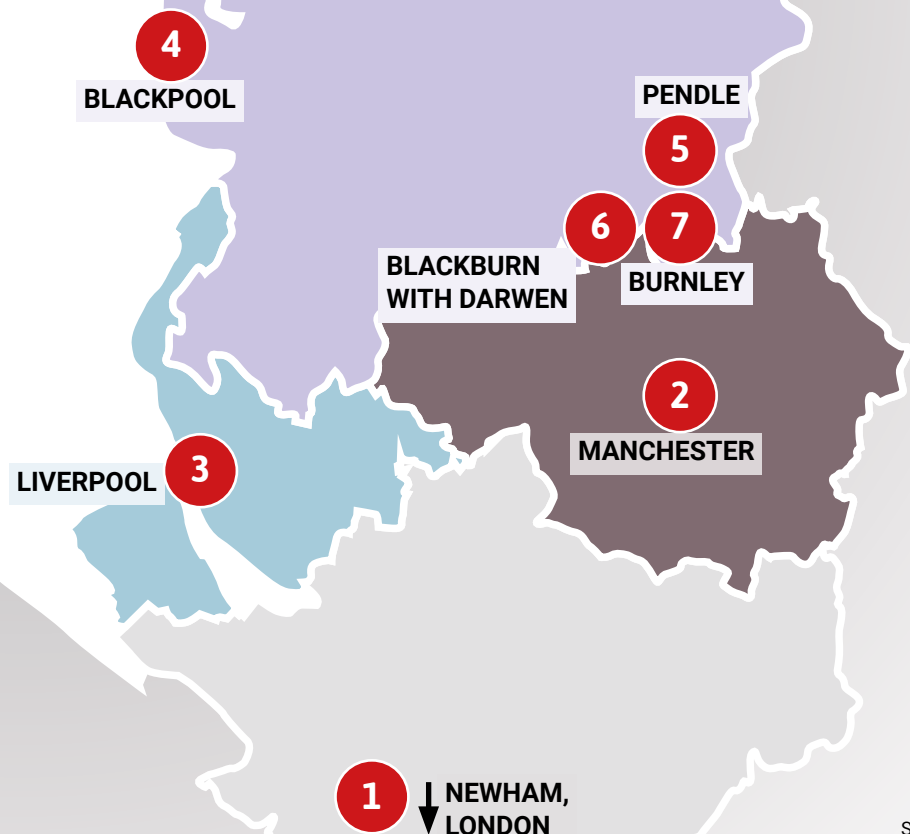 4
BLACKPOOL
PENDLE
5
6
7
BLACKBURN
WITH DARWEN
BURNLEY
2
MANCHESTER
3
LIVERPOOL
1
NEWHAM,
LONDON
S